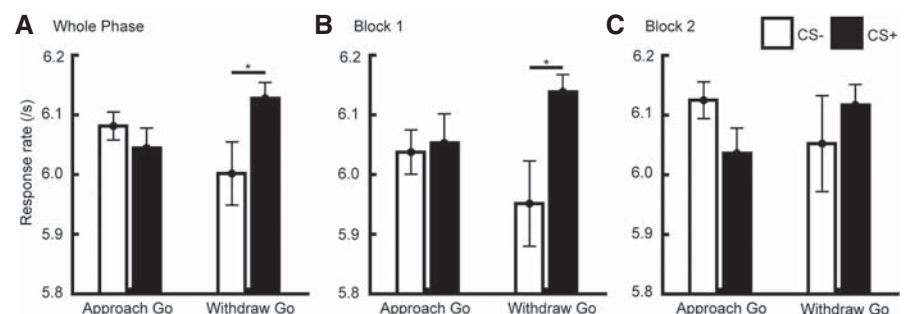 A Whole Phase
B Block 1
C Block 2
CS-
CS+
Response rate (/s)
6.2
6.1
6.0
5.9
5.8
*
Approach Go
Withdraw Go
6.2
6.1
6.0
5.9
5.8
*
Approach Go
Withdraw Go
6.2
6.1
6.0
5.9
5.8
Approach Go
Withdraw Go